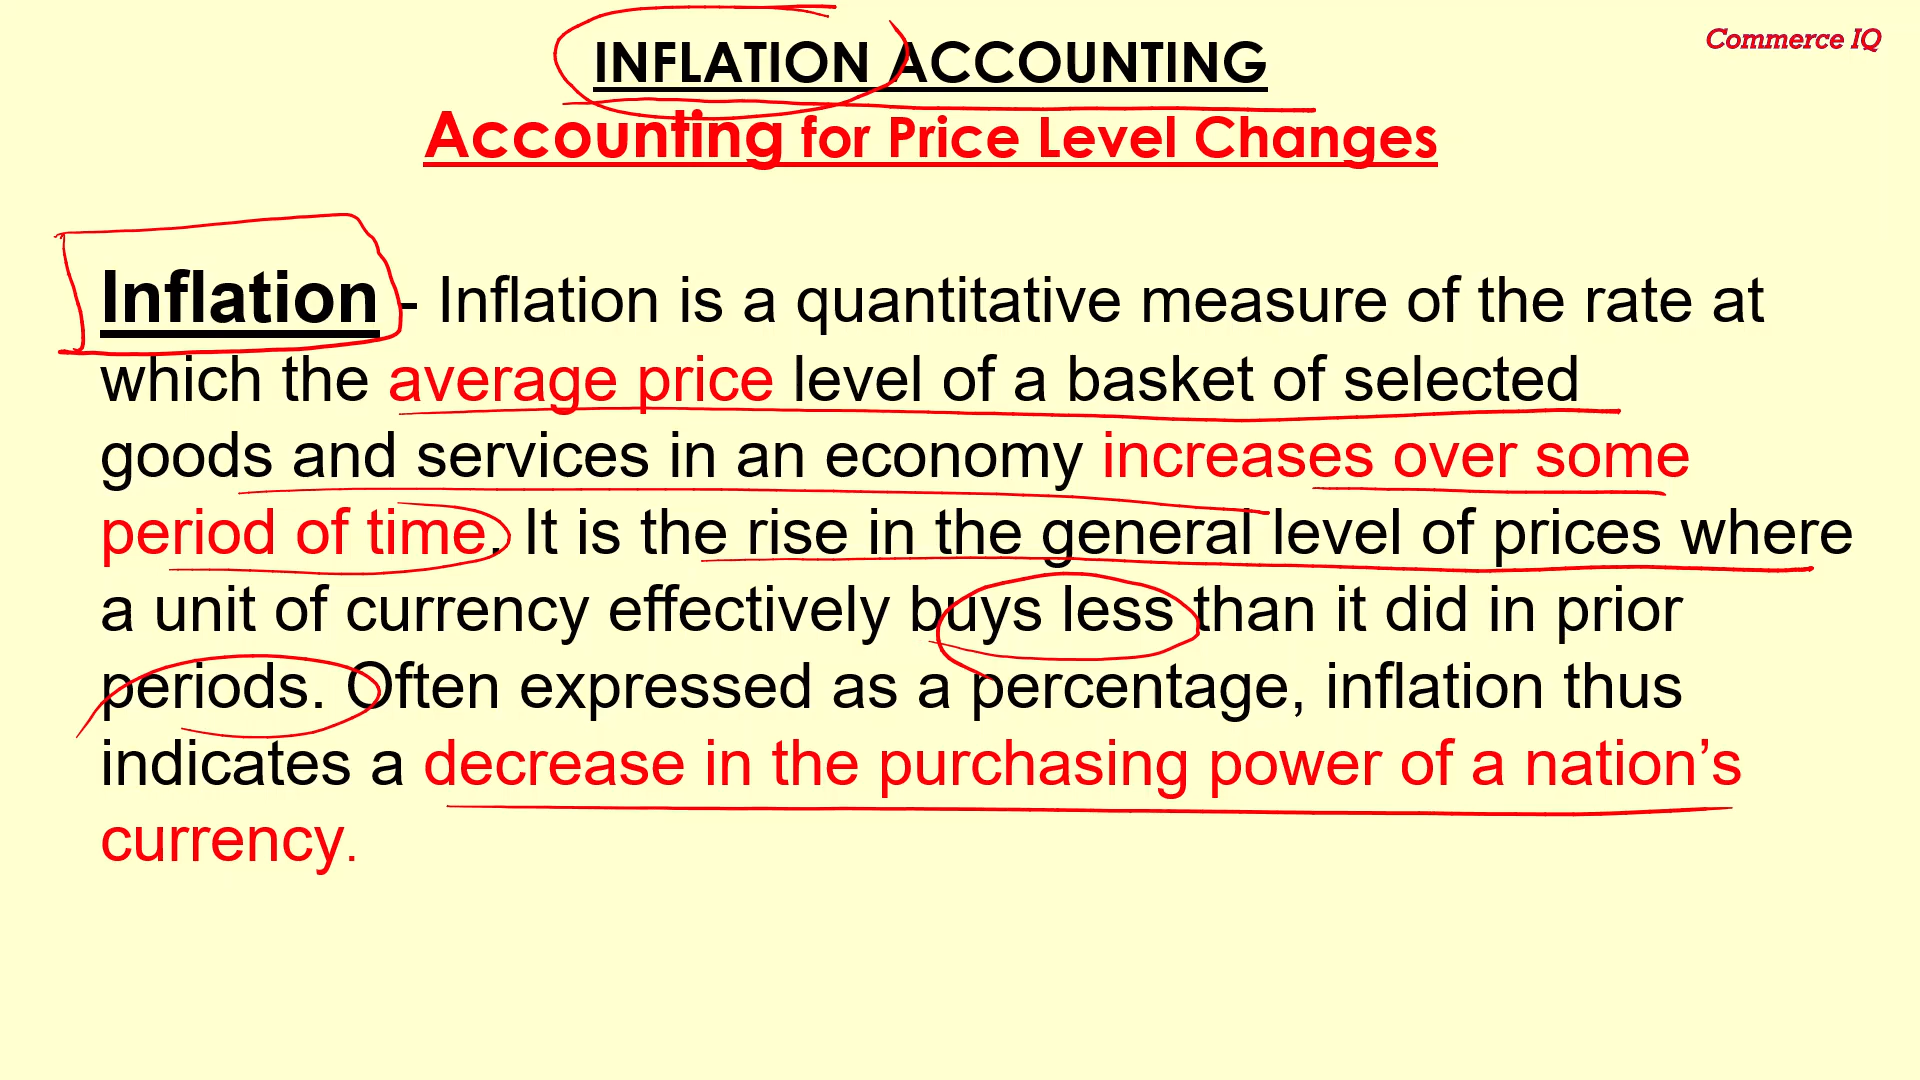 INFLATION ACCOUNTING
Commerce IQ
Accounting for Price Level Changes
Inflation - Inflation is a quantitative measure of the rate at
which the average price level of a basket of selected
goods and services in an economy increases over some
period of time. It is the rise in the general level of prices where
a unit of currency effectively buys less than it did in prior
periods. Often expressed as a percentage, inflation thus
indicates a decrease in the purchasing power of a nation’s
currency.